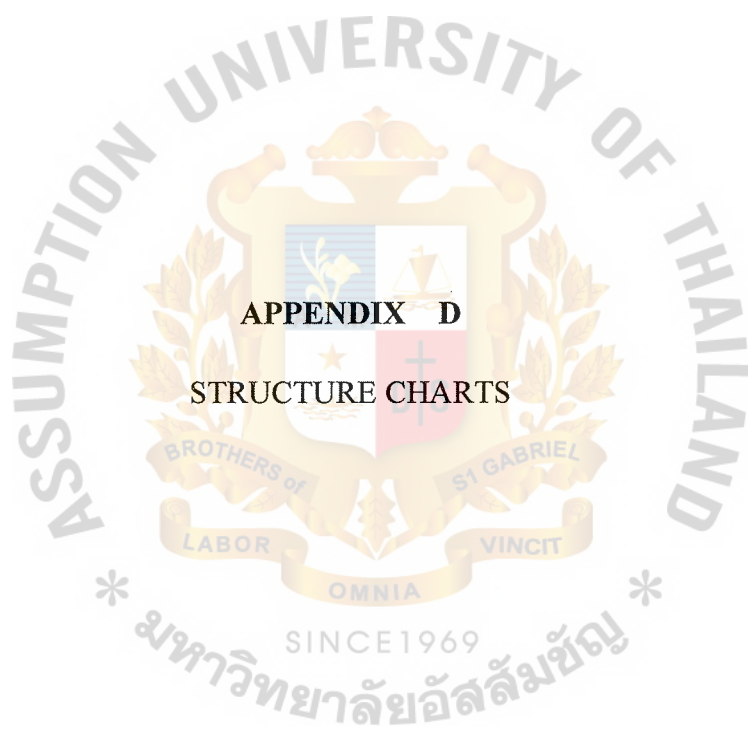 ASSUMPTION UNIVERSITY OF THAILAND
APPENDIX D
STRUCTURE CHARTS
BROTHERS of
S1 GABRIEL
LABOR
VINCIT
OMNIA
* *
SINCE1969
มหาวิทยาลัยอัสสัมชัญ